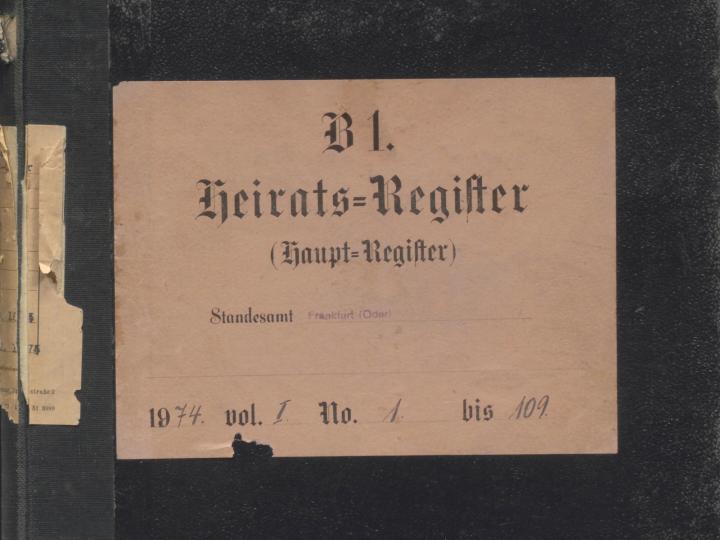 B 1.
Heirats=Register
(Haupt=Register)
Standesamt Frankfurt (Oder)
1974. vol. I. No. 1. bis 109.